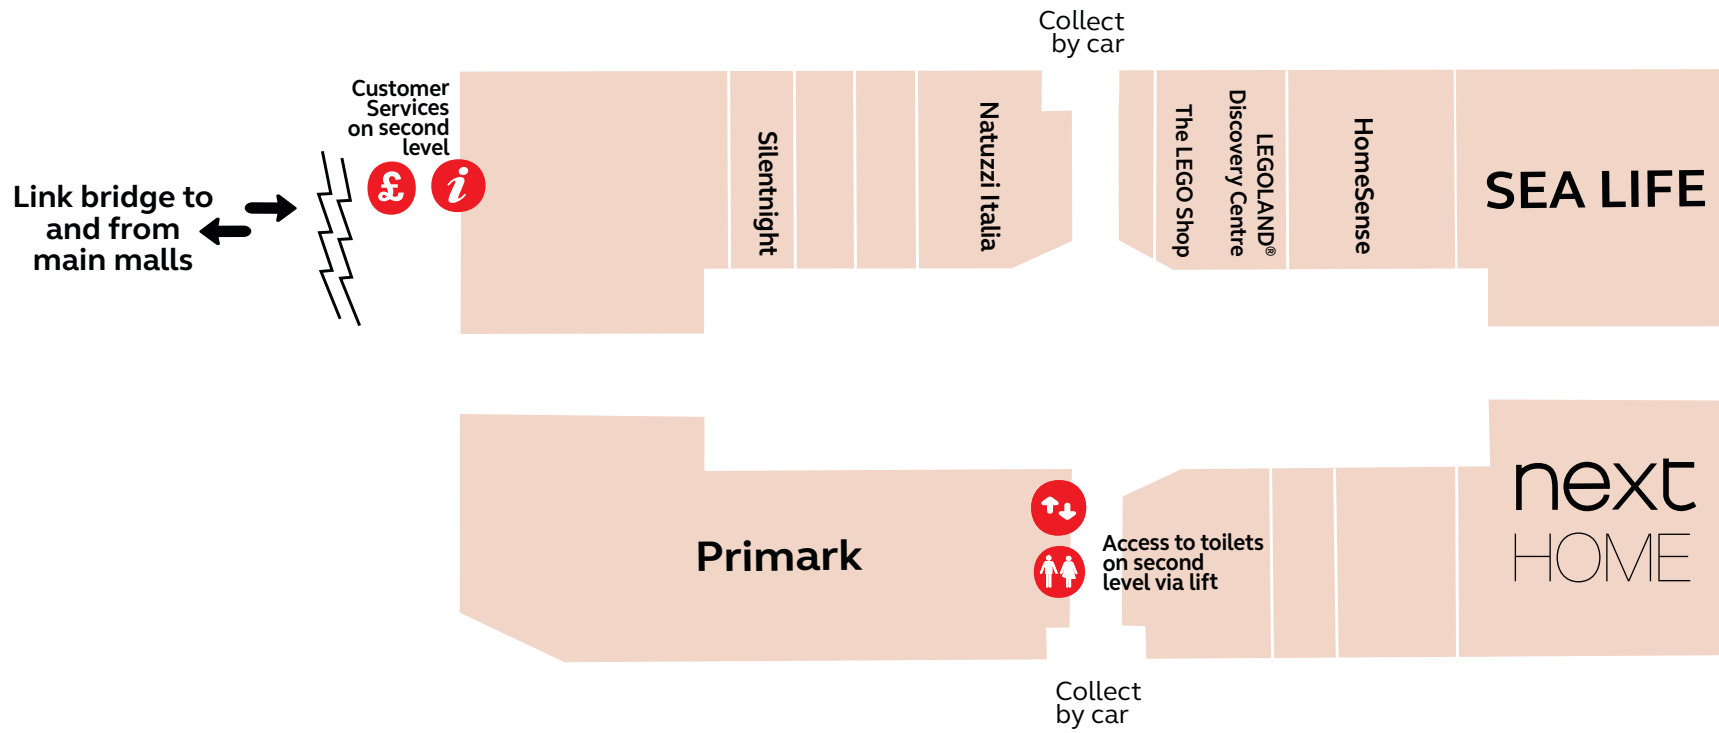 Collect
by car
Customer
Services
on second
level
£
i
Link bridge to
and from
main malls
Silentnight
Natuzzi Italia
The LEGO Shop
LEGOLAND®
Discovery Centre
HomeSense
SEA LIFE
Primark
Access to toilets
on second
level via lift
next
HOME
Collect
by car